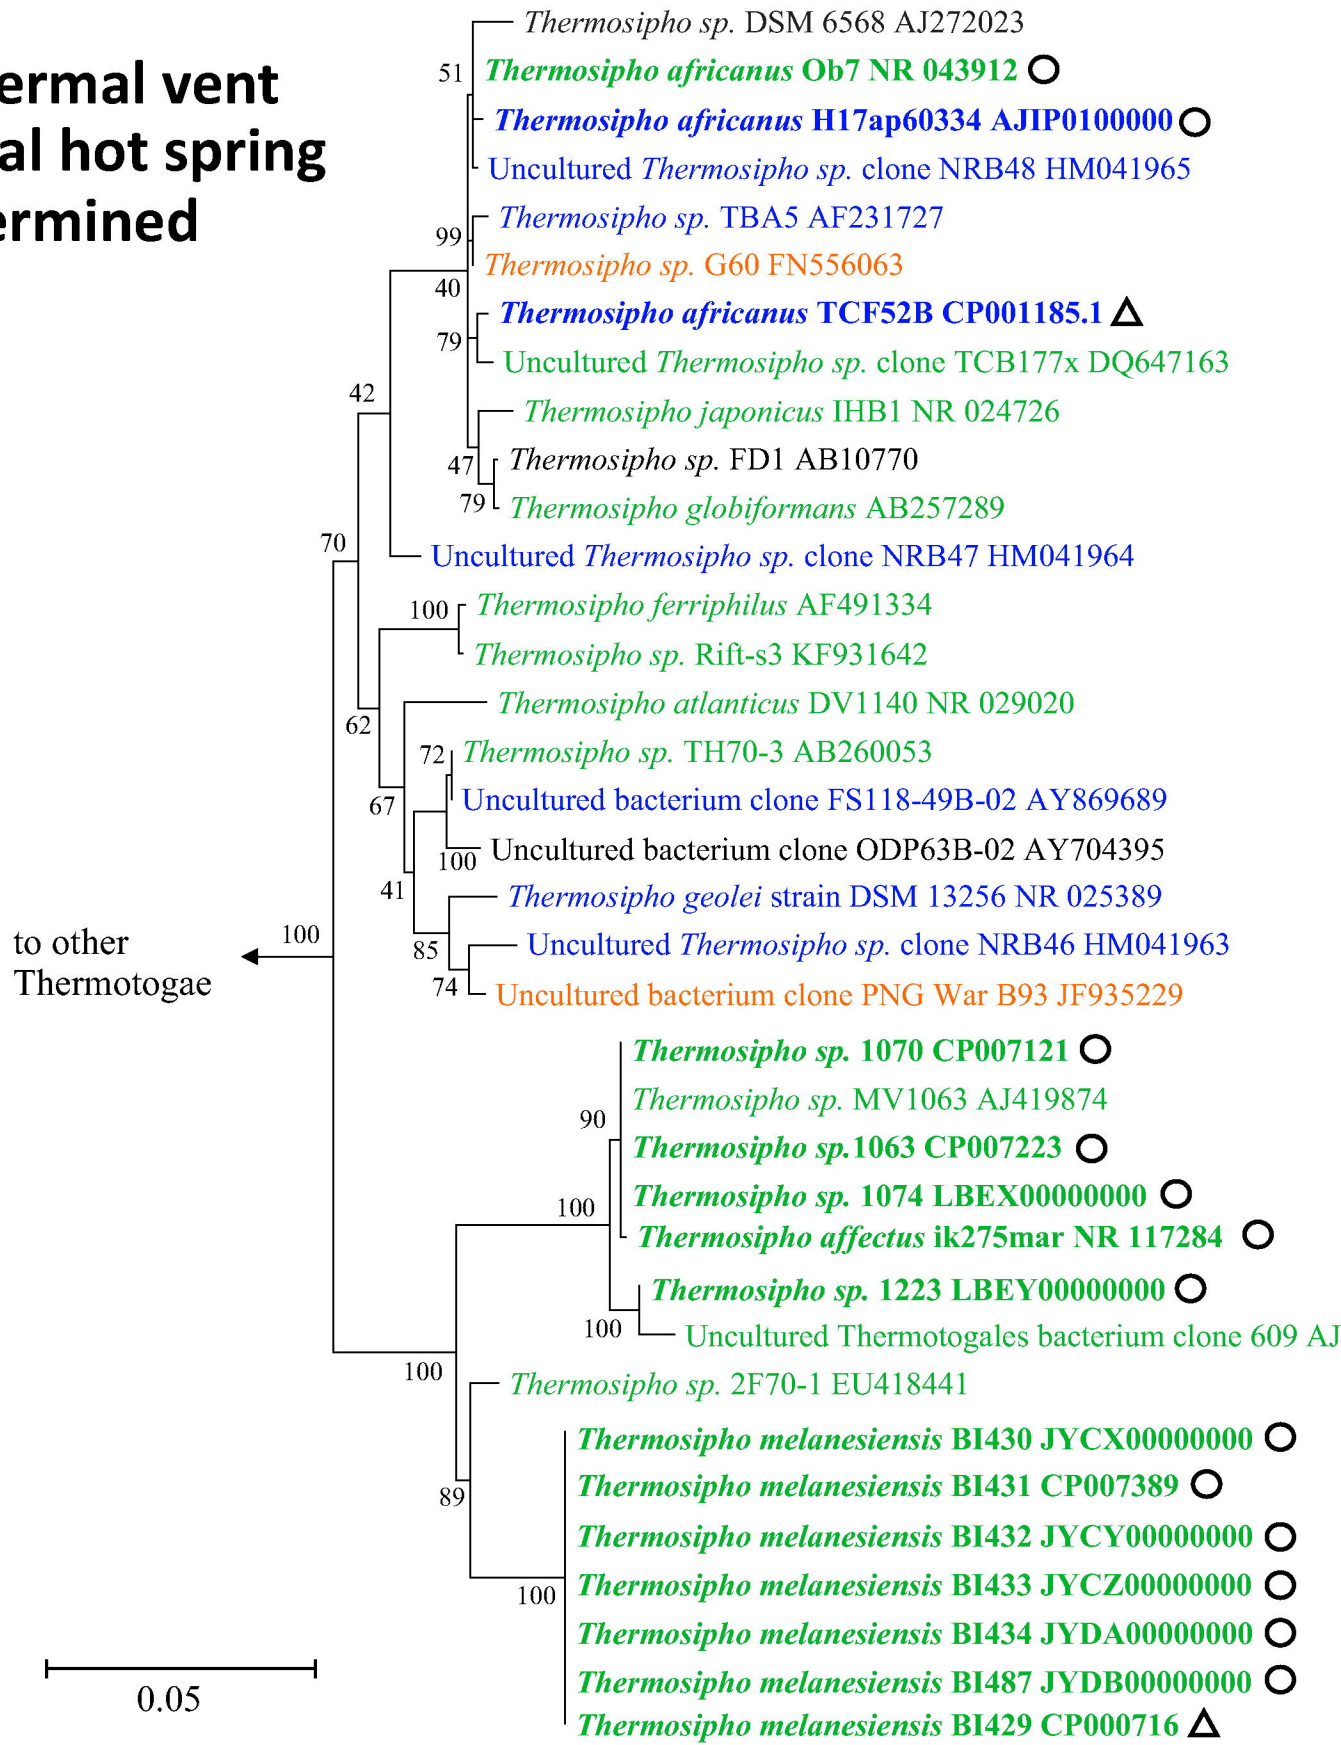 ermal vent
al hot spring
ermined
Thermosipho sp. DSM 6568 AJ272023
51
Thermosipho africanus Ob7 NR 043912
Thermosipho africanus H17ap60334 AJIP0100000
Uncultured Thermosipho sp. clone NRB48 HM041965
Thermosipho sp. TBA5 AF231727
99
Thermosipho sp. G60 FN556063
40
Thermosipho africanus TCF52B CP001185.1
79
Uncultured Thermosipho sp. clone TCB177x DQ647163
42
Thermosipho japonicus IHB1 NR 024726
47
Thermosipho sp. FD1 AB10770
79
Thermosipho globiformans AB257289
70
Uncultured Thermosipho sp. clone NRB47 HM041964
100
Thermosipho ferriphilus AF491334
Thermosipho sp. Rift-s3 KF931642
62
Thermosipho atlanticus DV1140 NR 029020
72
Thermosipho sp. TH70-3 AB260053
67
Uncultured bacterium clone FS118-49B-02 AY869689
100
Uncultured bacterium clone ODP63B-02 AY704395
41
Thermosipho geolei strain DSM 13256 NR 025389
85
Uncultured Thermosipho sp. clone NRB46 HM041963
74
Uncultured bacterium clone PNG War B93 JF935229
100
to other
Thermotogae
Thermosipho sp. 1070 CP007121
Thermosipho sp. MV1063 AJ419874
90
Thermosipho sp.1063 CP007223
Thermosipho sp. 1074 LBEX00000000
100
Thermosipho affectus ik275mar NR 117284
Thermosipho sp. 1223 LBEY00000000
100
Uncultured Thermotogales bacterium clone 609 AJ
100
Thermosipho sp. 2F70-1 EU418441
Thermosipho melanesiensis BI430 JYCX00000000
89
Thermosipho melanesiensis BI431 CP007389
Thermosipho melanesiensis BI432 JYCY00000000
100
Thermosipho melanesiensis BI433 JYCZ00000000
Thermosipho melanesiensis BI434 JYDA00000000
Thermosipho melanesiensis BI487 JYDB00000000
Thermosipho melanesiensis BI429 CP000716
0.05